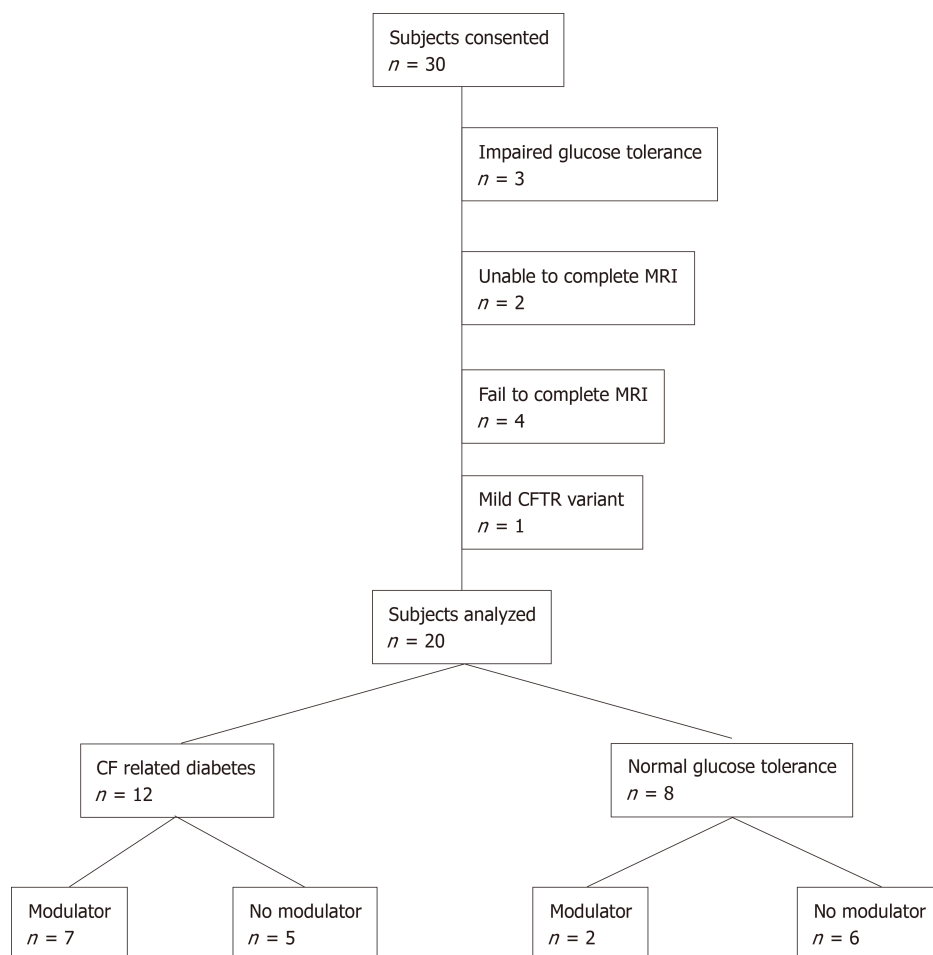 Subjects consented
n = 30
Impaired glucose tolerance
n = 3
Unable to complete MRI
n = 2
Fail to complete MRI
n = 4
Mild CFTR variant
n = 1
Subjects analyzed
n = 20
CF related diabetes
n = 12
Normal glucose tolerance
n = 8
Modulator
n = 7
No modulator
n = 5
Modulator
n = 2
No modulator
n = 6